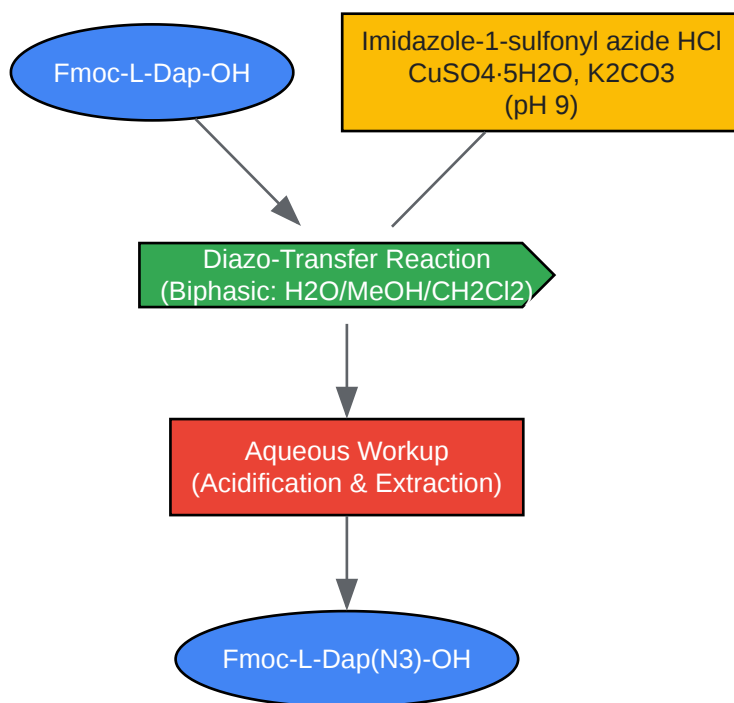 Fmoc-L-Dap-OH
Imidazole-1-sulfonyl azide HCl
CuSO4·5H2O, K2CO3
(pH 9)
Diazo-Transfer Reaction
(Biphasic: H2O/MeOH/CH2Cl2)
Aqueous Workup
(Acidification & Extraction)
Fmoc-L-Dap(N3)-OH